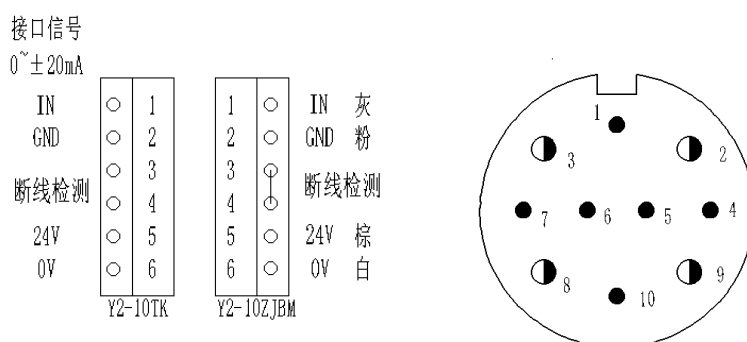 接口信号
0~±20mA
IN 1 1 IN 灰
GND 2 2 GND 粉
3 3
断线检测 断线检测
4 4
24V 5 5 24V 棕
0V 6 6 0V 白
Y2-10TK Y2-10ZJBM
1
3 2
7 6 5 4
8 9
10